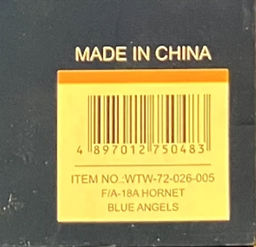 MADE IN CHINA
4 897012 750483
ITEM NO.:WTW-72-026-005
F/A-18A HORNET
BLUE ANGELS